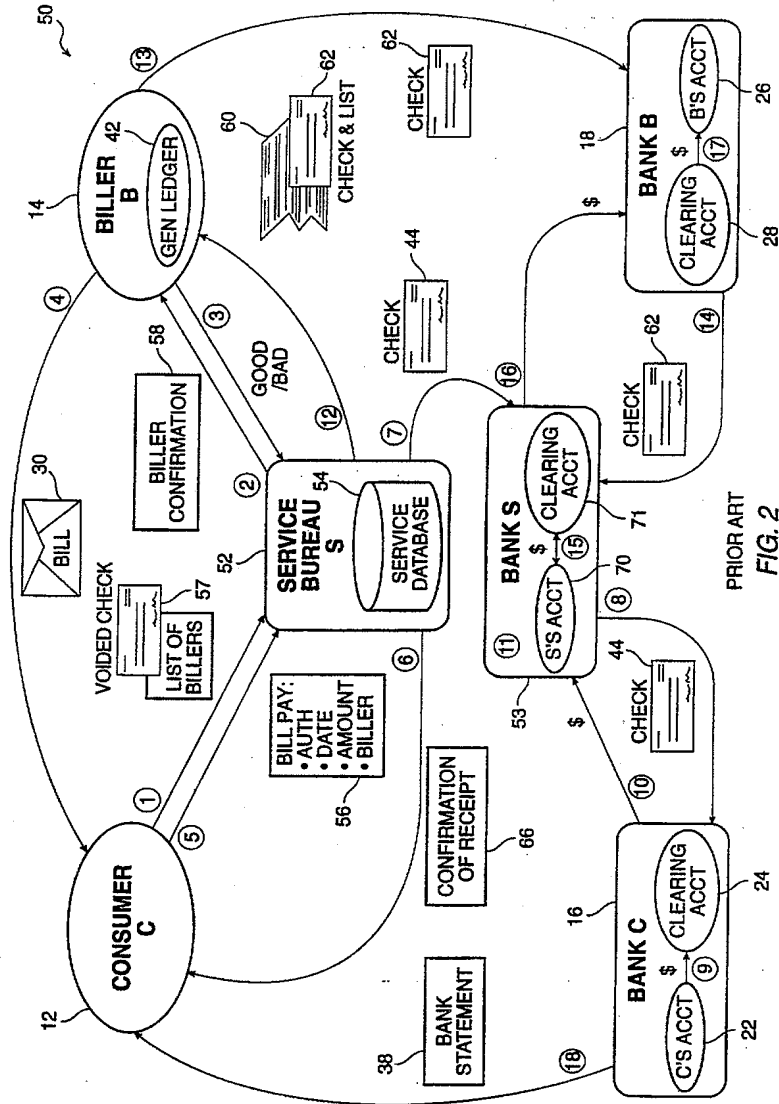 50
12
CONSUMER
C
4
30
BILL
14
BILLER
B
42
GEN LEDGER
13
VOIDED CHECK
57
LIST OF
BILLERS
1
5
BILLER
CONFIRMATION
58
2
3
GOOD
/BAD
60
62
CHECK & LIST
CHECK
62
BILL PAY:
• AUTH
• DATE
• AMOUNT
• BILLER
56
52
SERVICE
BUREAU
S
54
SERVICE
DATABASE
12
6
7
CHECK
44
CONFIRMATION
OF RECEIPT
66
38
BANK
STATEMENT
18
16
BANK C
C'S ACCT
22
$
9
CLEARING
ACCT
24
10
$
53
11
BANK S
S'S ACCT
70
$
15
CLEARING
ACCT
71
8
44
CHECK
16
$
18
BANK B
CLEARING
ACCT
28
$
17
B'S ACCT
26
14
62
CHECK
PRIOR ART
FIG. 2